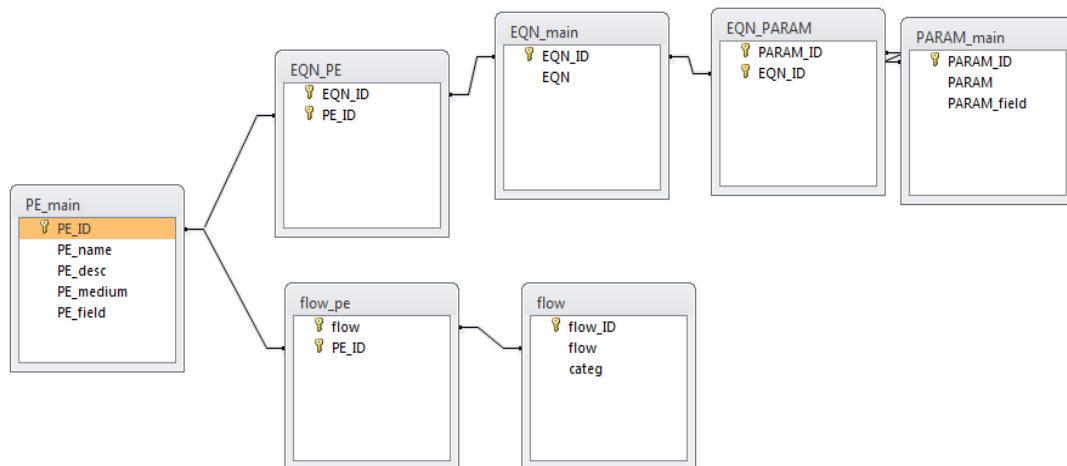 PE_main
PE_ID
PE_name
PE_desc
PE_medium
PE_field
EQN_PE
EQN_ID
PE_ID
EQN_main
EQN_ID
EQN
EQN_PARAM
PARAM_ID
EQN_ID
PARAM_main
PARAM_ID
PARAM
PARAM_field
flow_pe
flow
PE_ID
flow
flow_ID
flow
categ